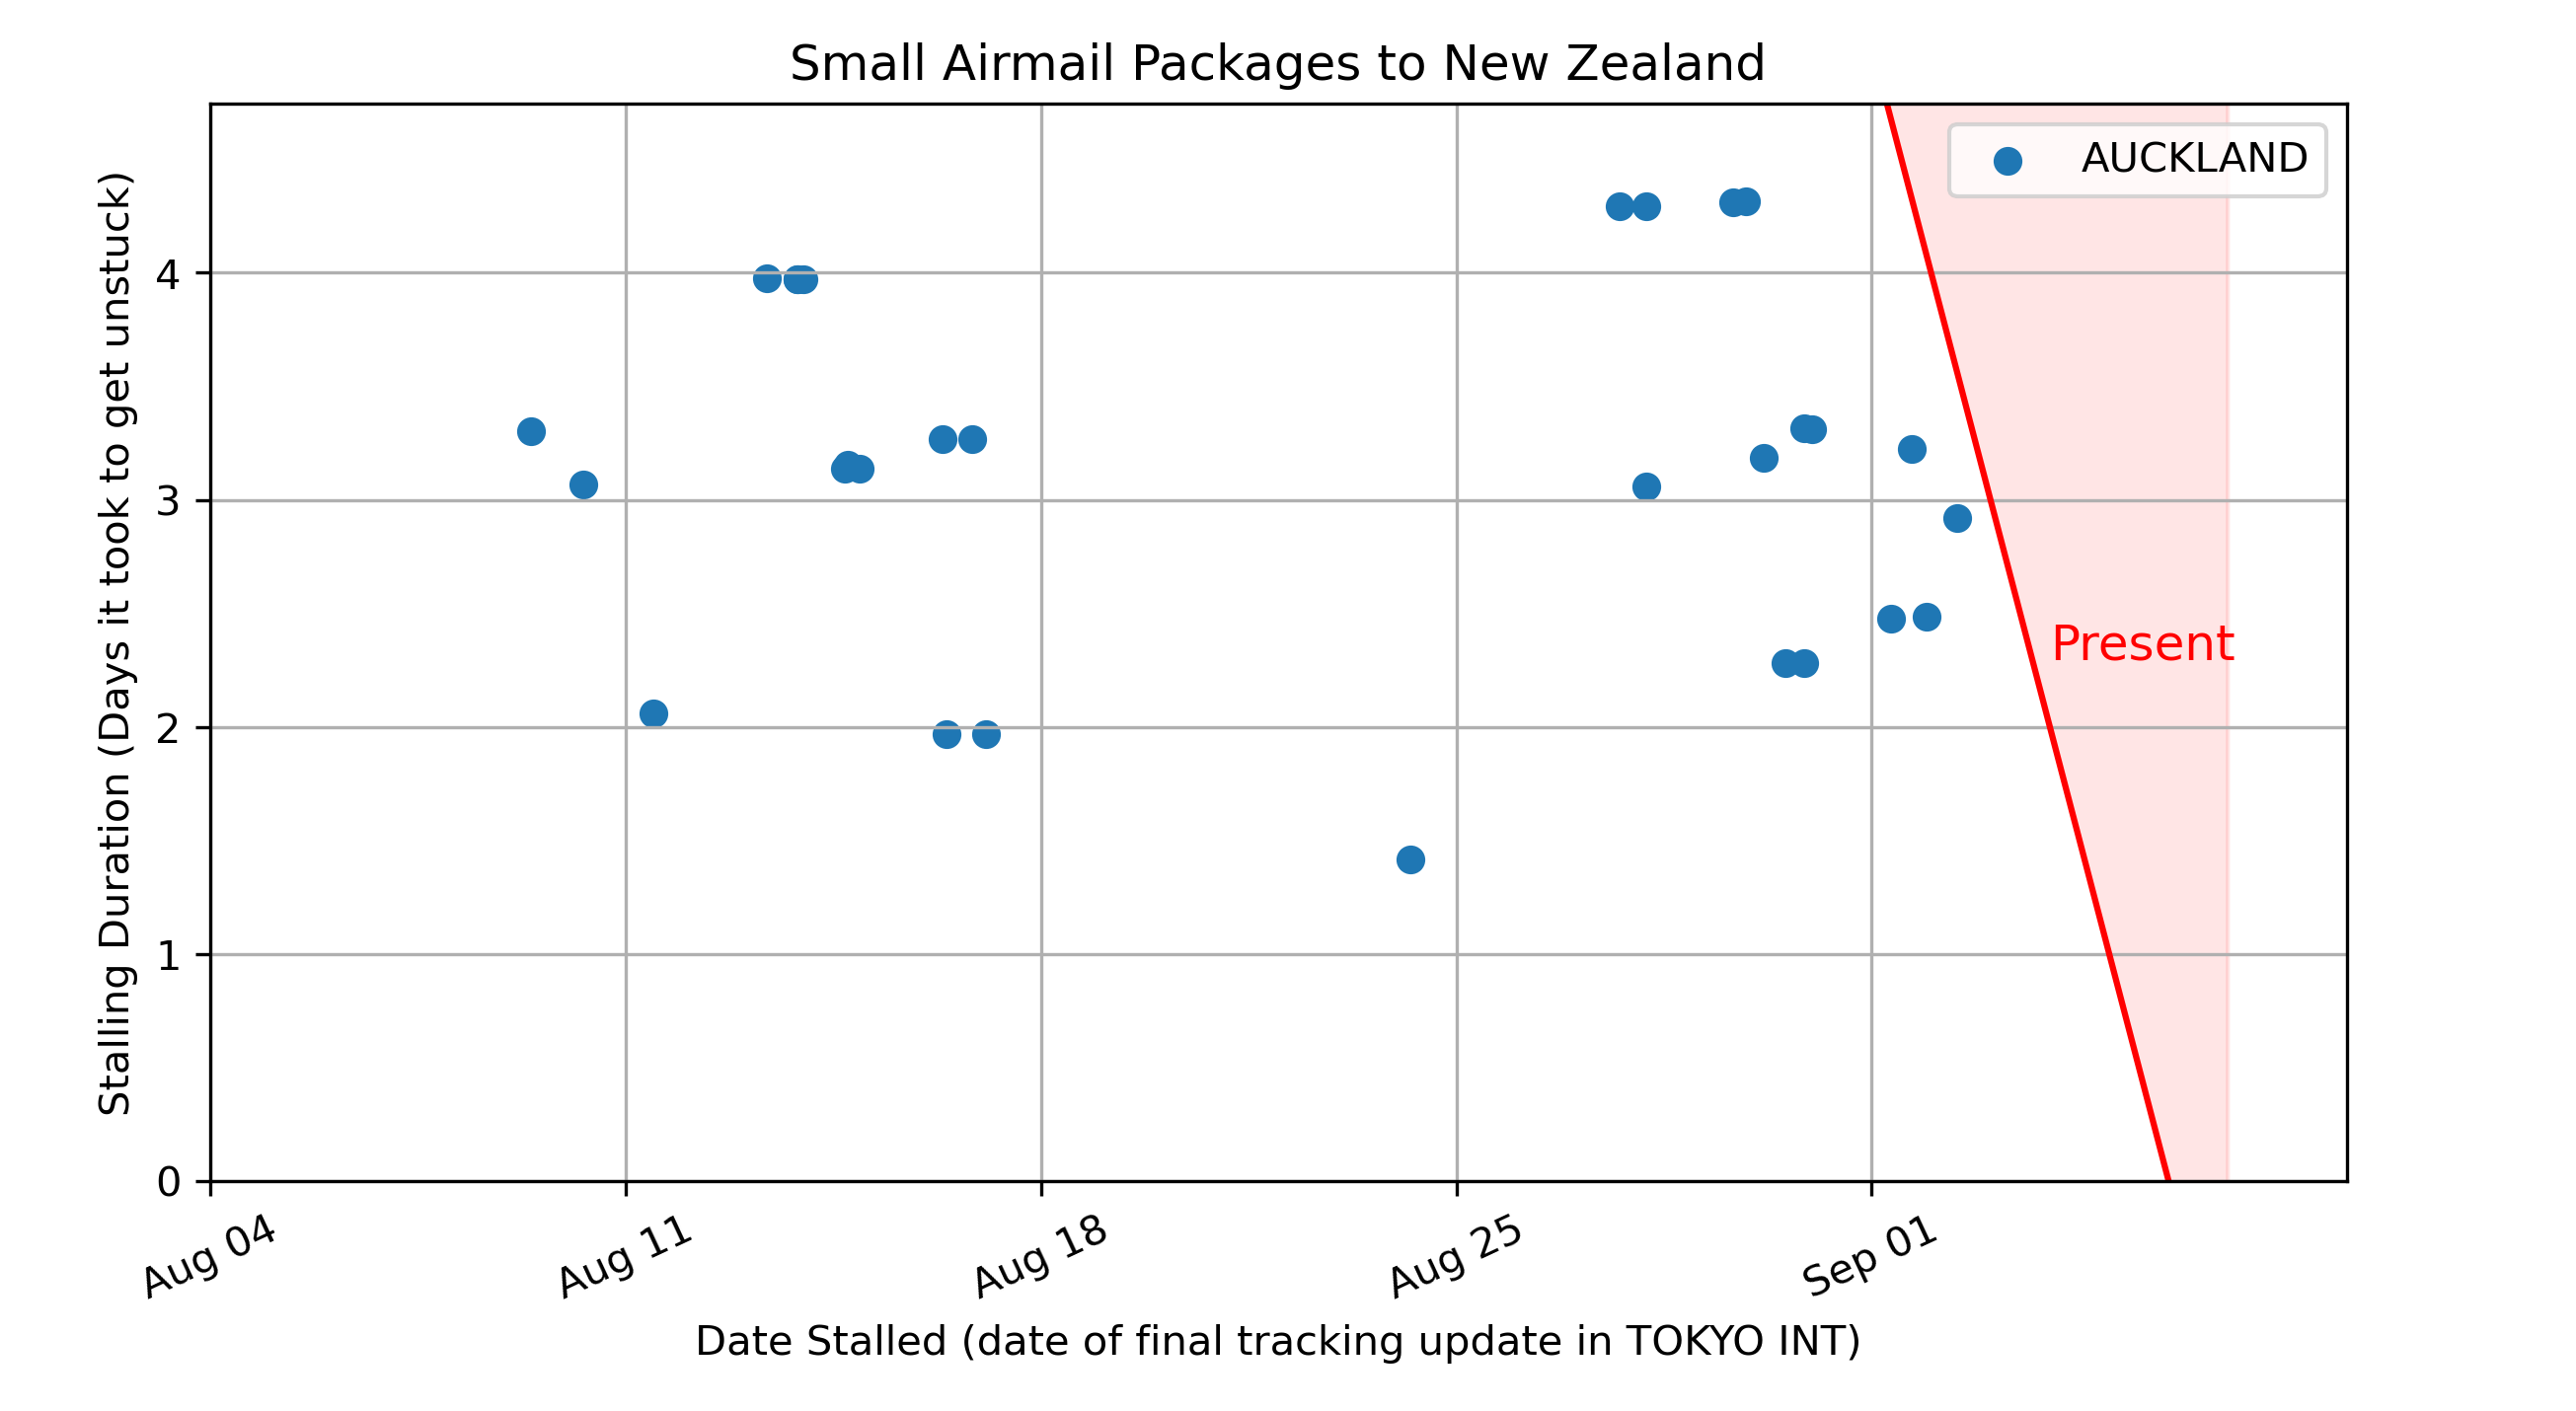 Small Airmail Packages to New Zealand
AUCKLAND
Stalling Duration (Days it took to get unstuck)
4
3
2
1
0
Present
Aug 04
Aug 11
Aug 18
Aug 25
Sep 01
Date Stalled (date of final tracking update in TOKYO INT)